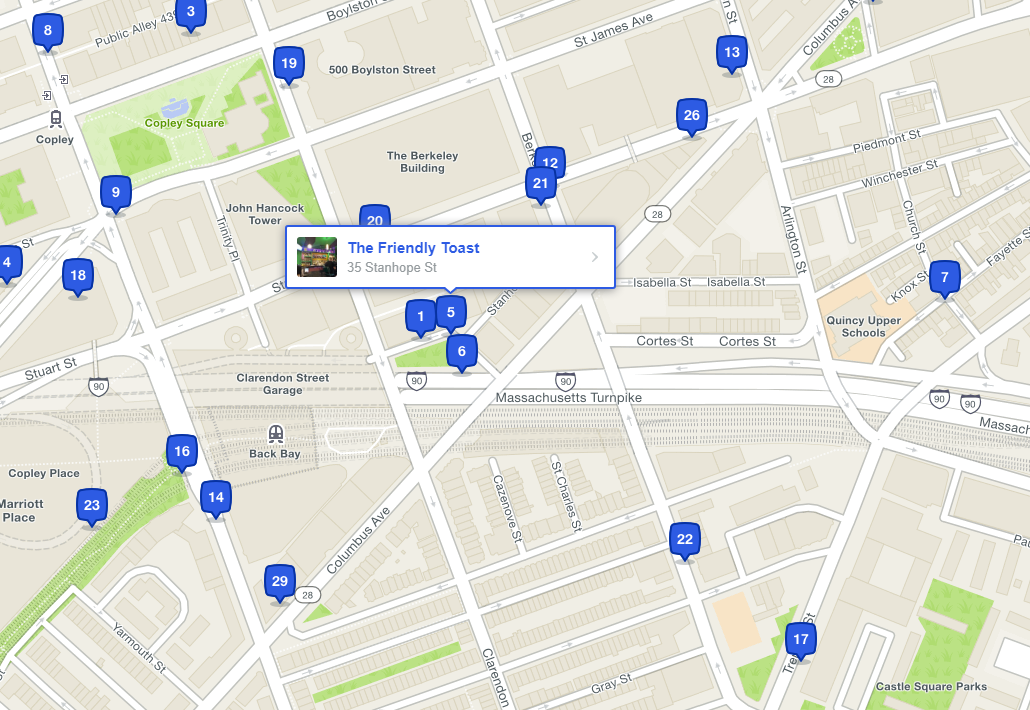 3
8
Public Alley 43
Boylston S
St James Ave
n St
Columbus A
13
19
500 Boylston Street
28
26
Copley
Copley Square
Piedmont St
The Berkeley
Building
12
21
9
Winchester St
Church St
John Hancock
Tower
20
Trinity Pl
28
Arlington St
Fayette S
St
4
18
The Friendly Toast
35 Stanhope St
7
Knox St
St
Stanh
Isabella St
Isabella St
1
5
Quincy Upper
Schools
6
Cortes St
Cortes St
Stuart St
90
Clarendon Street
Garage
90
90
Massachusetts Turnpike
90
90
Massach
Back Bay
16
Copley Place
Marriott
Place
23
14
Cazenove St
St Charles St
Columbus Ave
22
Pa
29
28
Yarmouth St
17
Tre
St
Clarendon
Gray St
Castle Square Parks